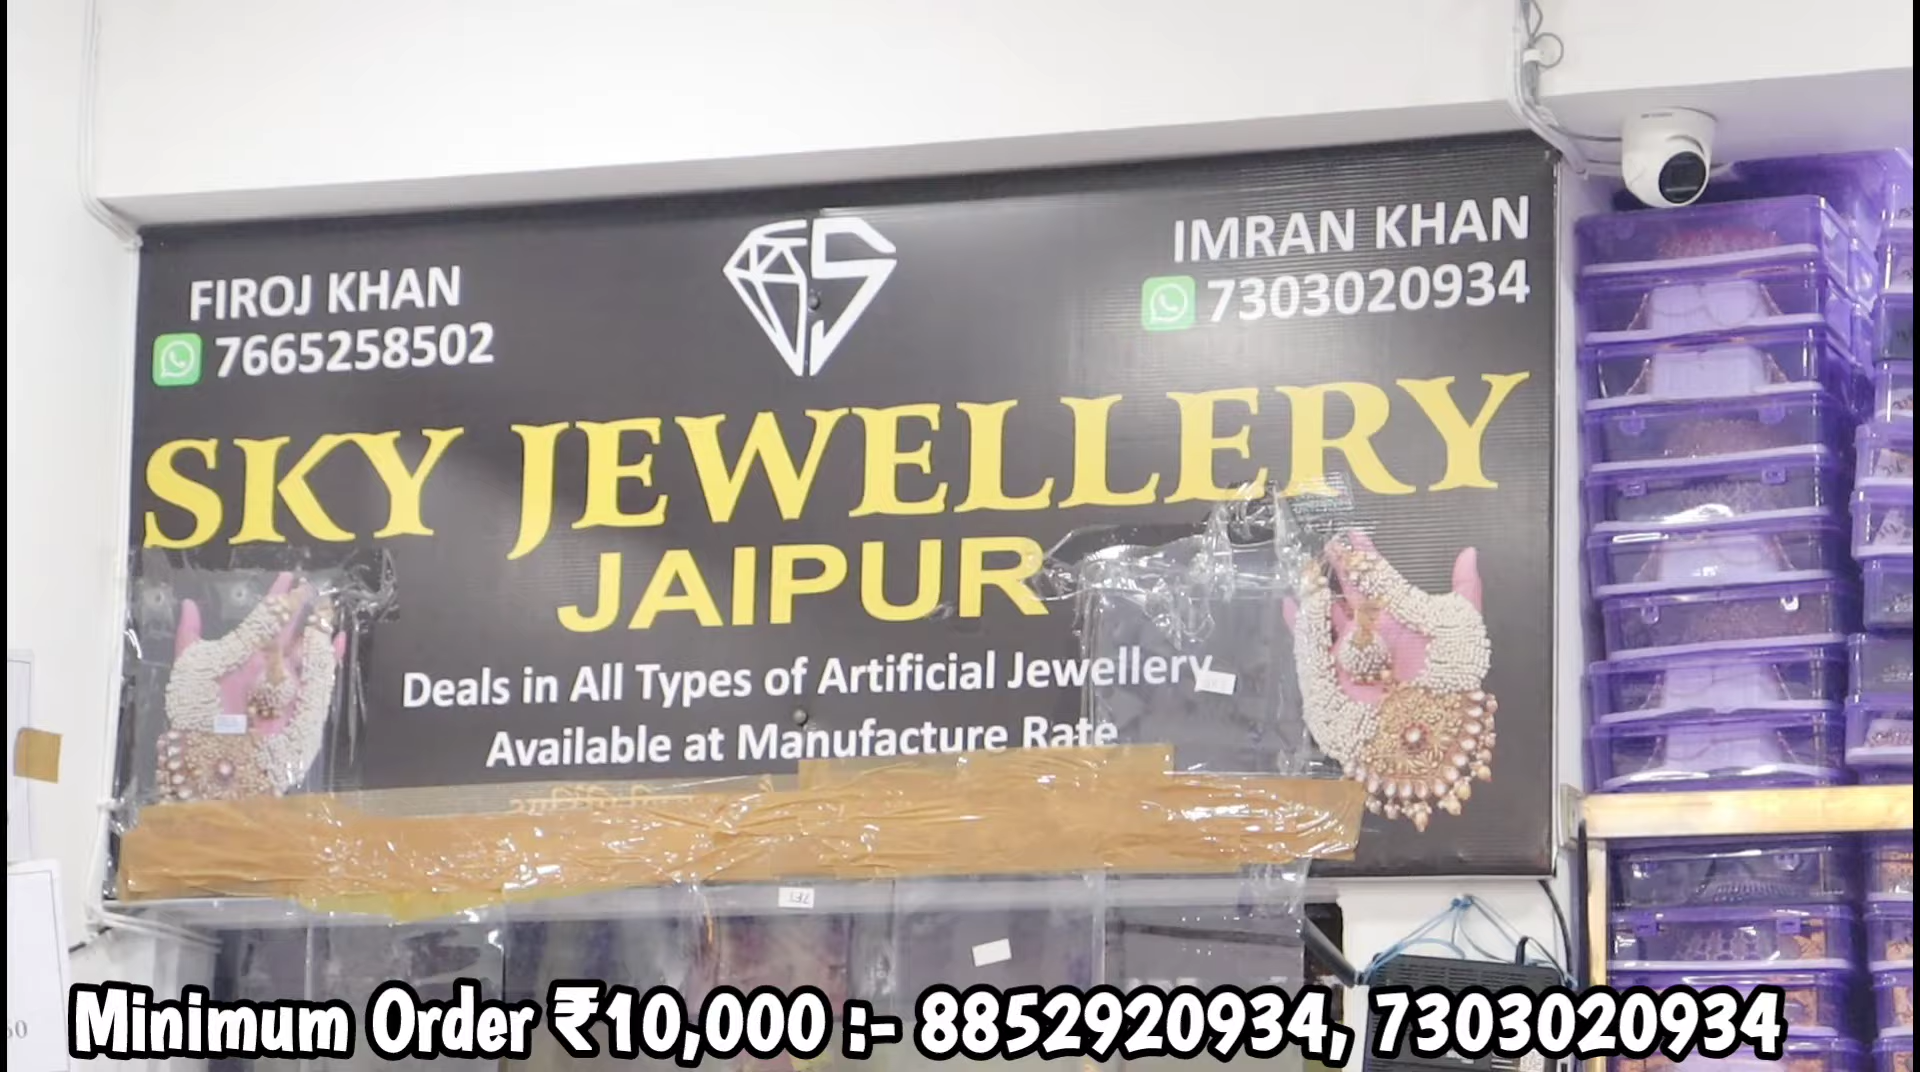 FIROJ KHAN
7665258502
IMRAN KHAN
7303020934
SKY JEWELLERY
JAIPUR
Deals in All Types of Artificial Jewellery
Available at Manufacture Rate
Minimum Order ₹10,000 :- 8852920934, 7303020934